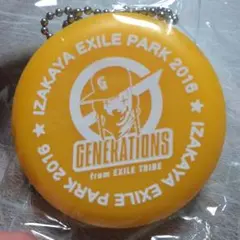 ★ IZAKAYA EXILE PARK 2016
★ IZAKAYA EXILE PARK 2016
G
GENERATIONS
from EXILE TRIBE